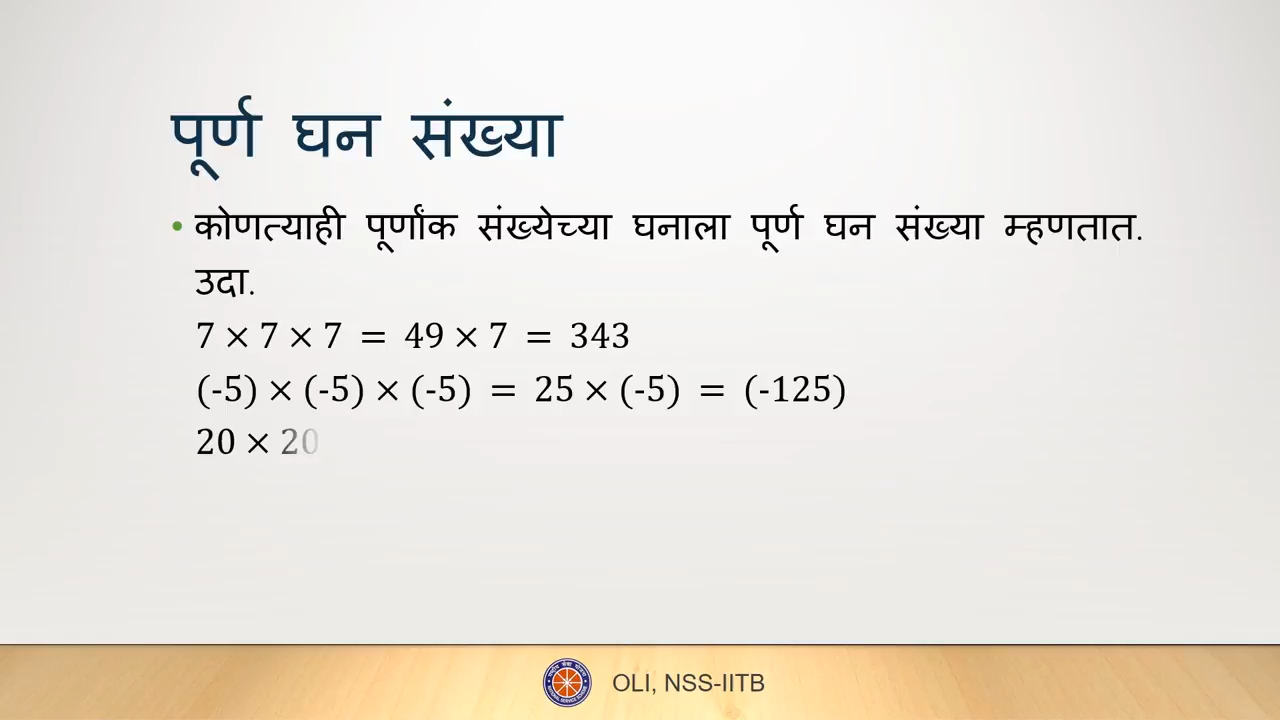 पूर्ण घन संख्या
• कोणत्याही पूर्णांक संख्येच्या घनाला पूर्ण घन संख्या म्हणतात.
उदा.
7 × 7 × 7 = 49 × 7 = 343
(-5) × (-5) × (-5) = 25 × (-5) = (-125)
20 × 20
OLI, NSS-IITB